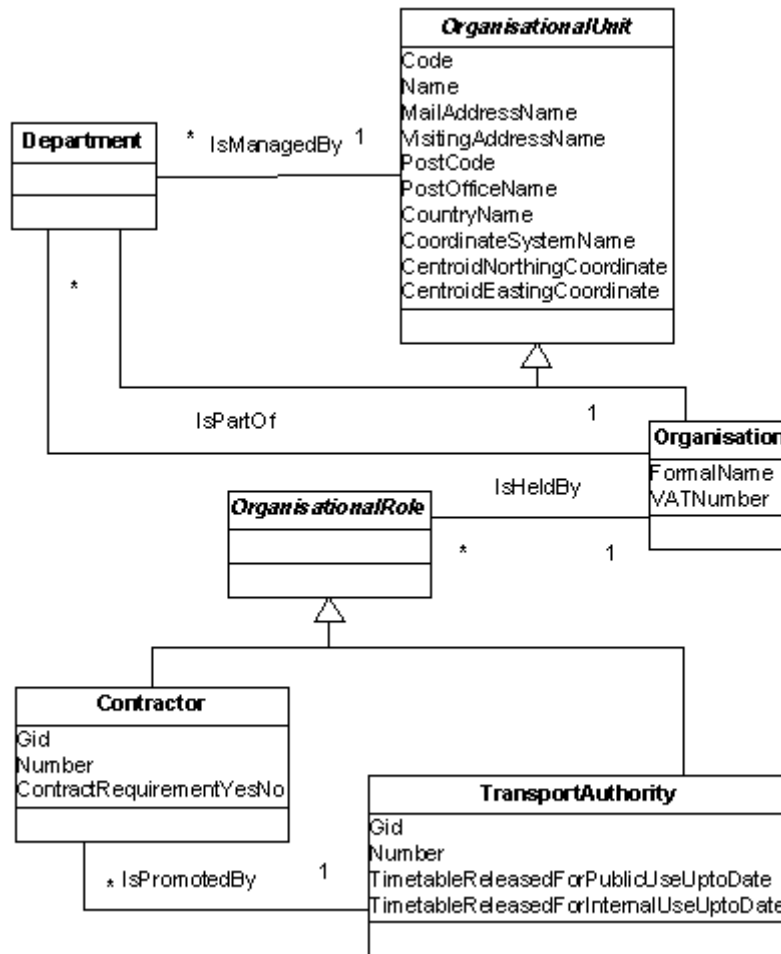 OrganisationalUnit
Code
Name
MailAddressName
VisitingAddressName
PostCode
PostOfficeName
CountryName
CoordinateSystemName
CentroidNorthingCoordinate
CentroidEastingCoordinate
Department
* IsManagedBy 1
*
IsPartOf 1
Organisation
FormalName
VATNumber
IsHeldBy
* 1
OrganisationalRole
Contractor
Gid
Number
ContractRequirementYesNo
TransportAuthority
Gid
Number
TimetableReleasedForPublicUseUptoDate
TimetableReleasedForInternalUseUptoDate
* IsPromotedBy 1